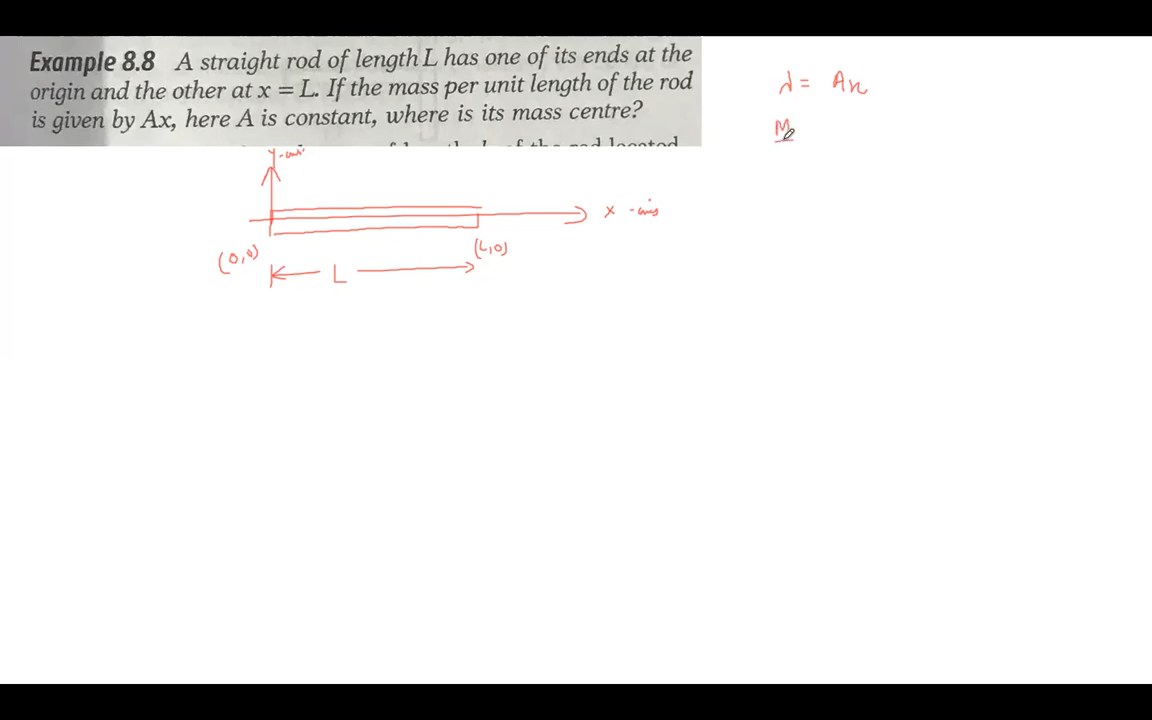 Example 8.8 A straight rod of length L has one of its ends at the
origin and the other at x = L. If the mass per unit length of the rod
is given by Ax, here A is constant, where is its mass centre?
λ = Ax
M
Y-axis
x -axis
(0,0)
(L,0)
L